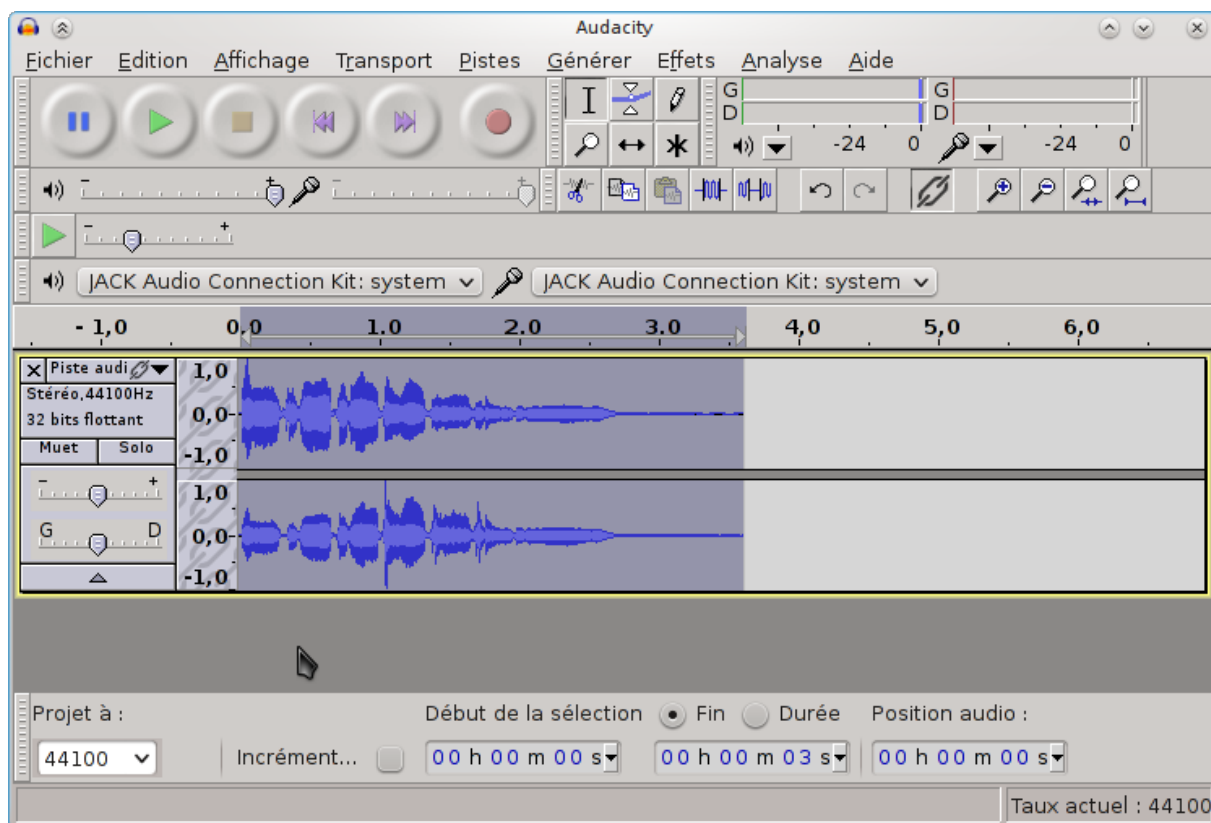 Audacity
Fichier Edition Affichage Transport Pistes Générer Effets Analyse Aide
G
D
-24 0
G
D
-24 0
- +
JACK Audio Connection Kit: system
JACK Audio Connection Kit: system
- 1,0 0,0 1.0 2.0 3.0 4,0 5,0 6,0
Piste audi
Stéréo,44100Hz
32 bits flottant
Muet Solo
- +
G D
1,0
0,0-
-1,0
1,0
0,0-
-1,0
Projet à :
44100
Incrément...
Début de la sélection Fin Durée Position audio :
00 h 00 m 00 s 00 h 00 m 03 s 00 h 00 m 00 s
Taux actuel : 44100